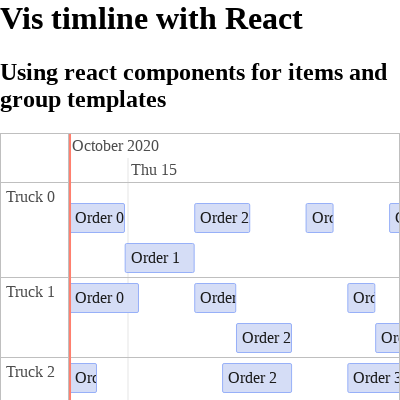 Vis timline with React
Using react components for items and
group templates
October 2020
Thu 15
Truck 0
Order 0
Order 2
Orc
Order 1
Truck 1
Order 0
Order
Orc
Order 2
Or
Truck 2
Orc
Order 2
Order 3